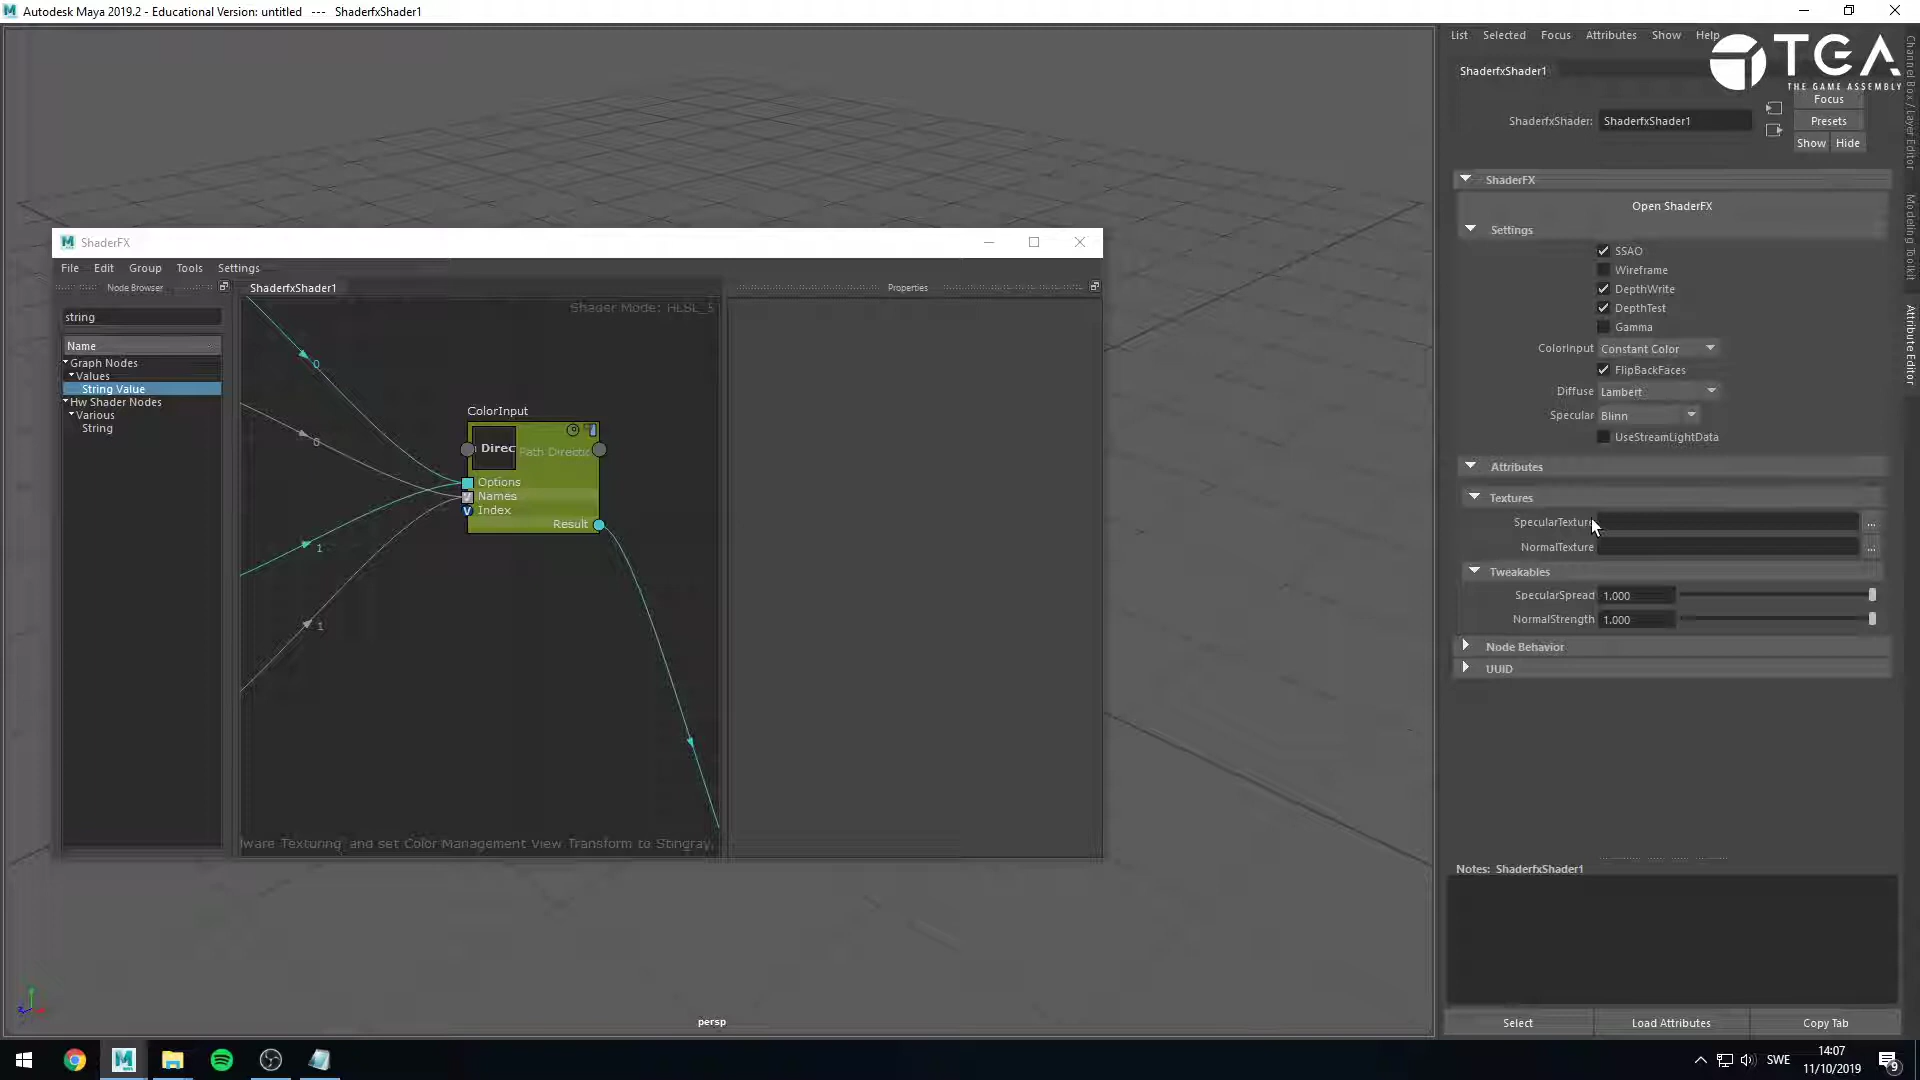 Autodesk Maya 2019.2 - Educational Version: untitled --- ShaderfxShader1
List Selected Focus Attributes Show Help
TGA
THE GAME ASSEMBLY
ShaderfxShader1
Focus
ShaderfxShader: ShaderfxShader1
Presets
Show Hide
ShaderFX
Open ShaderFX
Settings
SSAO
Wireframe
DepthWrite
DepthTest
Gamma
ColorInput Constant Color
FlipBackFaces
Diffuse Lambert
Specular Blinn
UseStreamLightData
Attributes
Textures
SpecularTexture ...
NormalTexture ...
Tweakables
SpecularSpread 1.000
NormalStrength 1.000
Node Behavior
UUID
Notes: ShaderfxShader1
Select Load Attributes Copy Tab
Channel Box / Layer Editor
Modeling Toolkit
Attribute Editor
ShaderFX
File Edit Group Tools Settings
Node Browser
ShaderfxShader1
Properties
string
Name
Graph Nodes
Values
String Value
Hw Shader Nodes
Various
String
Shader Mode: HLSL_5
0
0
1
1
ColorInput
Direc
Path Directio
Options
Names
V Index
Result
ware Texturing, and set Color Management View Transform to Stingray,
persp
SWE
14:07
11/10/2019
9